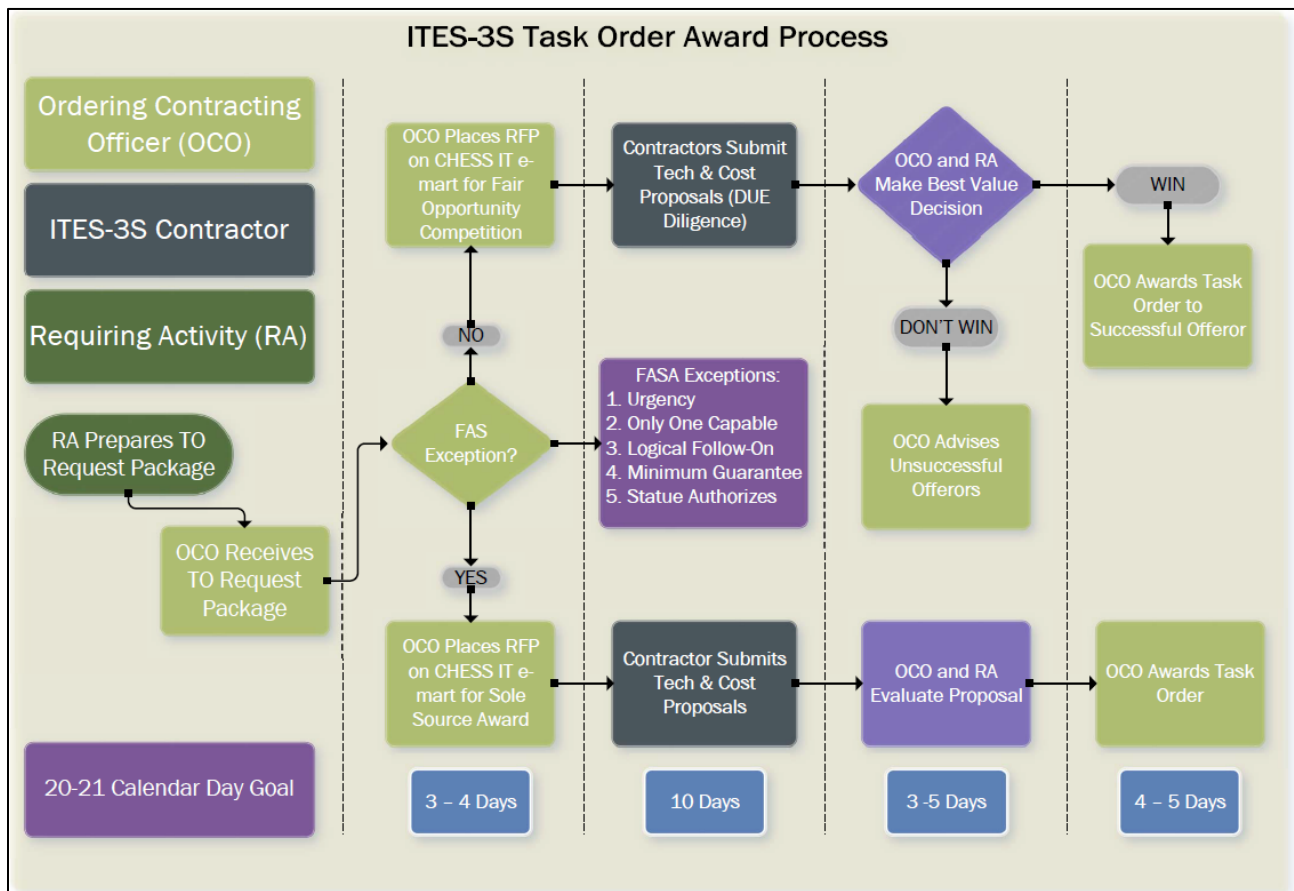 ITES-3S Task Order Award Process
Ordering Contracting
Officer (OCO)
ITES-3S Contractor
Requiring Activity (RA)
RA Prepares TO
Request Package
OCO Receives
TO Request
Package
20-21 Calendar Day Goal
OCO Places RFP
on CHESS IT e-
mart for Fair
Opportunity
Competition
NO
FAS
Exception?
YES
OCO Places RFP
on CHESS IT e-
mart for Sole
Source Award
3 – 4 Days
Contractors Submit
Tech & Cost
Proposals (DUE
Diligence)
FASA Exceptions:
1. Urgency
2. Only One Capable
3. Logical Follow-On
4. Minimum Guarantee
5. Statue Authorizes
Contractor Submits
Tech & Cost
Proposals
10 Days
OCO and RA
Make Best Value
Decision
DON'T WIN
OCO Advises
Unsuccessful
Offerors
OCO and RA
Evaluate Proposal
3 -5 Days
WIN
OCO Awards Task
Order to
Successful Offeror
OCO Awards Task
Order
4 – 5 Days